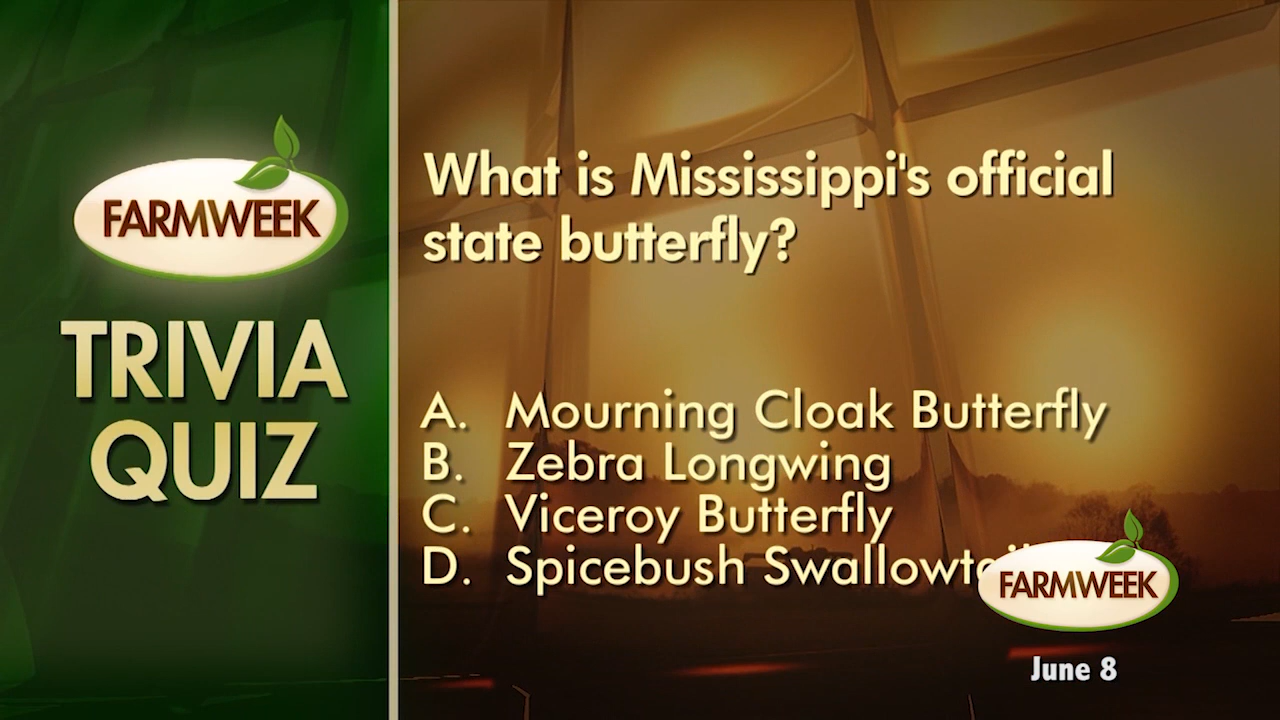 FARMWEEK
TRIVIA
QUIZ
What is Mississippi's official
state butterfly?
A. Mourning Cloak Butterfly
B. Zebra Longwing
C. Viceroy Butterfly
D. Spicebush
FARMWEEK
June 8